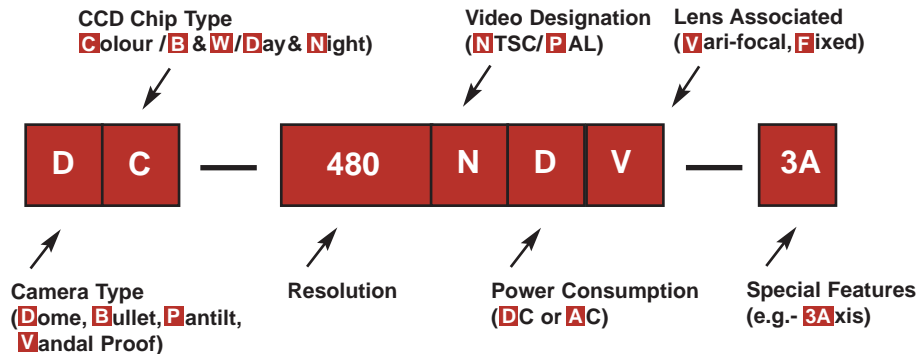 CCD Chip Type
Colour / B & W / Day & Night)
Video Designation
(NTSC/ PAL)
Lens Associated
(Vari-focal, Fixed)
D C — 480 N D V — 3A
Camera Type
(Dome, Bullet, Pantilt,
Vandal Proof)
Resolution
Power Consumption
(DC or AC)
Special Features
(e.g.- 3Axis)